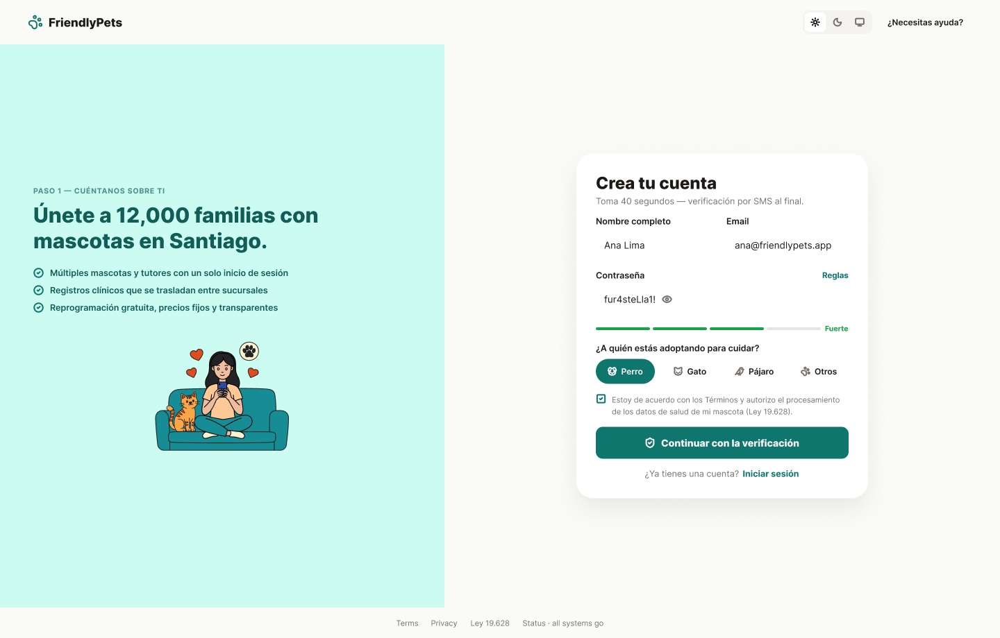 FriendlyPets
¿Necesitas ayuda?
PASO 1 — CUÉNTANOS SOBRE TI
Únete a 12,000 familias con
mascotas en Santiago.
Múltiples mascotas y tutores con un solo inicio de sesión
Registros clínicos que se trasladan entre sucursales
Reprogramación gratuita, precios fijos y transparentes
Crea tu cuenta
Toma 40 segundos — verificación por SMS al final.
Nombre completo Email
Ana Lima ana@friendlypets.app
Contraseña Reglas
fur4steLla1!
Fuerte
¿A quién estás adoptando para cuidar?
Perro Gato Pájaro Otros
Estoy de acuerdo con los Términos y autorizo el procesamiento
de los datos de salud de mi mascota (Ley 19.628).
Continuar con la verificación
¿Ya tienes una cuenta? Iniciar sesión
Terms Privacy Ley 19.628 Status · all systems go